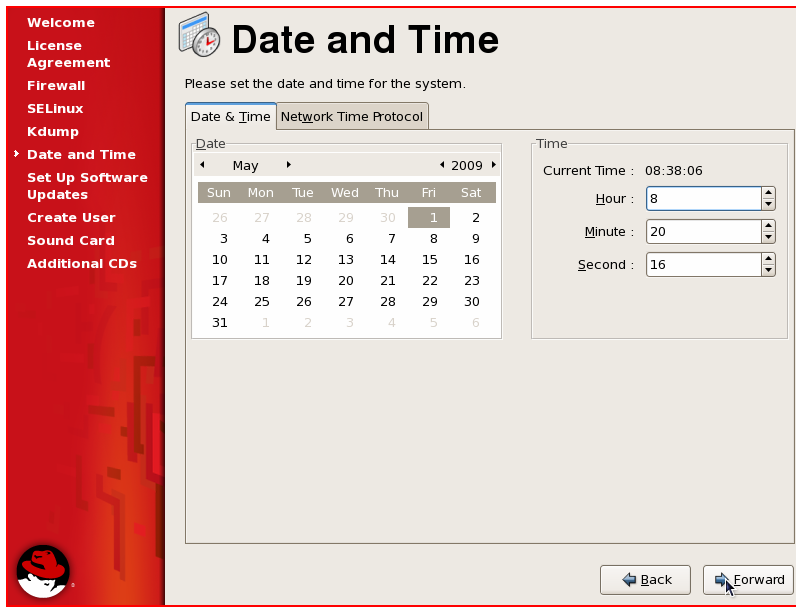 Welcome
License
Agreement
Firewall
SELinux
Kdump
Date and Time
Set Up Software
Updates
Create User
Sound Card
Additional CDs
Date and Time
Please set the date and time for the system.
Date & Time Network Time Protocol
Date
May 2009
Sun Mon Tue Wed Thu Fri Sat
26 27 28 29 30 1 2
3 4 5 6 7 8 9
10 11 12 13 14 15 16
17 18 19 20 21 22 23
24 25 26 27 28 29 30
31 1 2 3 4 5 6
Time
Current Time : 08:38:06
Hour : 8
Minute : 20
Second : 16
Back Forward